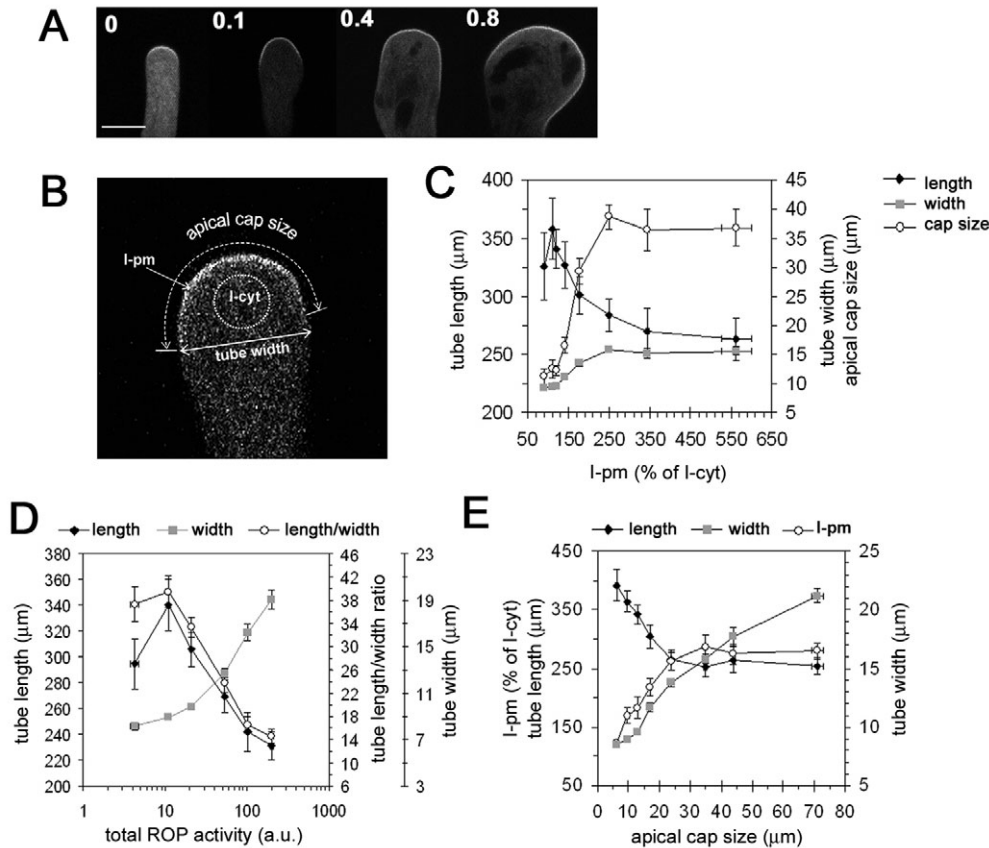 A
0 0.1 0.4 0.8
B
apical cap size
I-pm
I-cyt
tube width
C
length
width
cap size
400 350 300 250 200
tube length (µm)
45 40 35 30 25 20 15 10 5
tube width (µm)
apical cap size (µm)
50 150 250 350 450 550 650
I-pm (% of I-cyt)
D
length width length/width
380 360 340 320 300 280 260 240 220 200
tube length (µm)
46 42 38 34 30 26 22 18 14 10 6
tube length/width ratio
23 19 15 11 7 3
tube width (µm)
1 10 100 1000
total ROP activity (a.u.)
E
length width I-pm
450 350 250 150 50
I-pm (% of I-cyt)
tube length (µm)
25 20 15 10 5
tube width (µm)
0 10 20 30 40 50 60 70 80
apical cap size (µm)